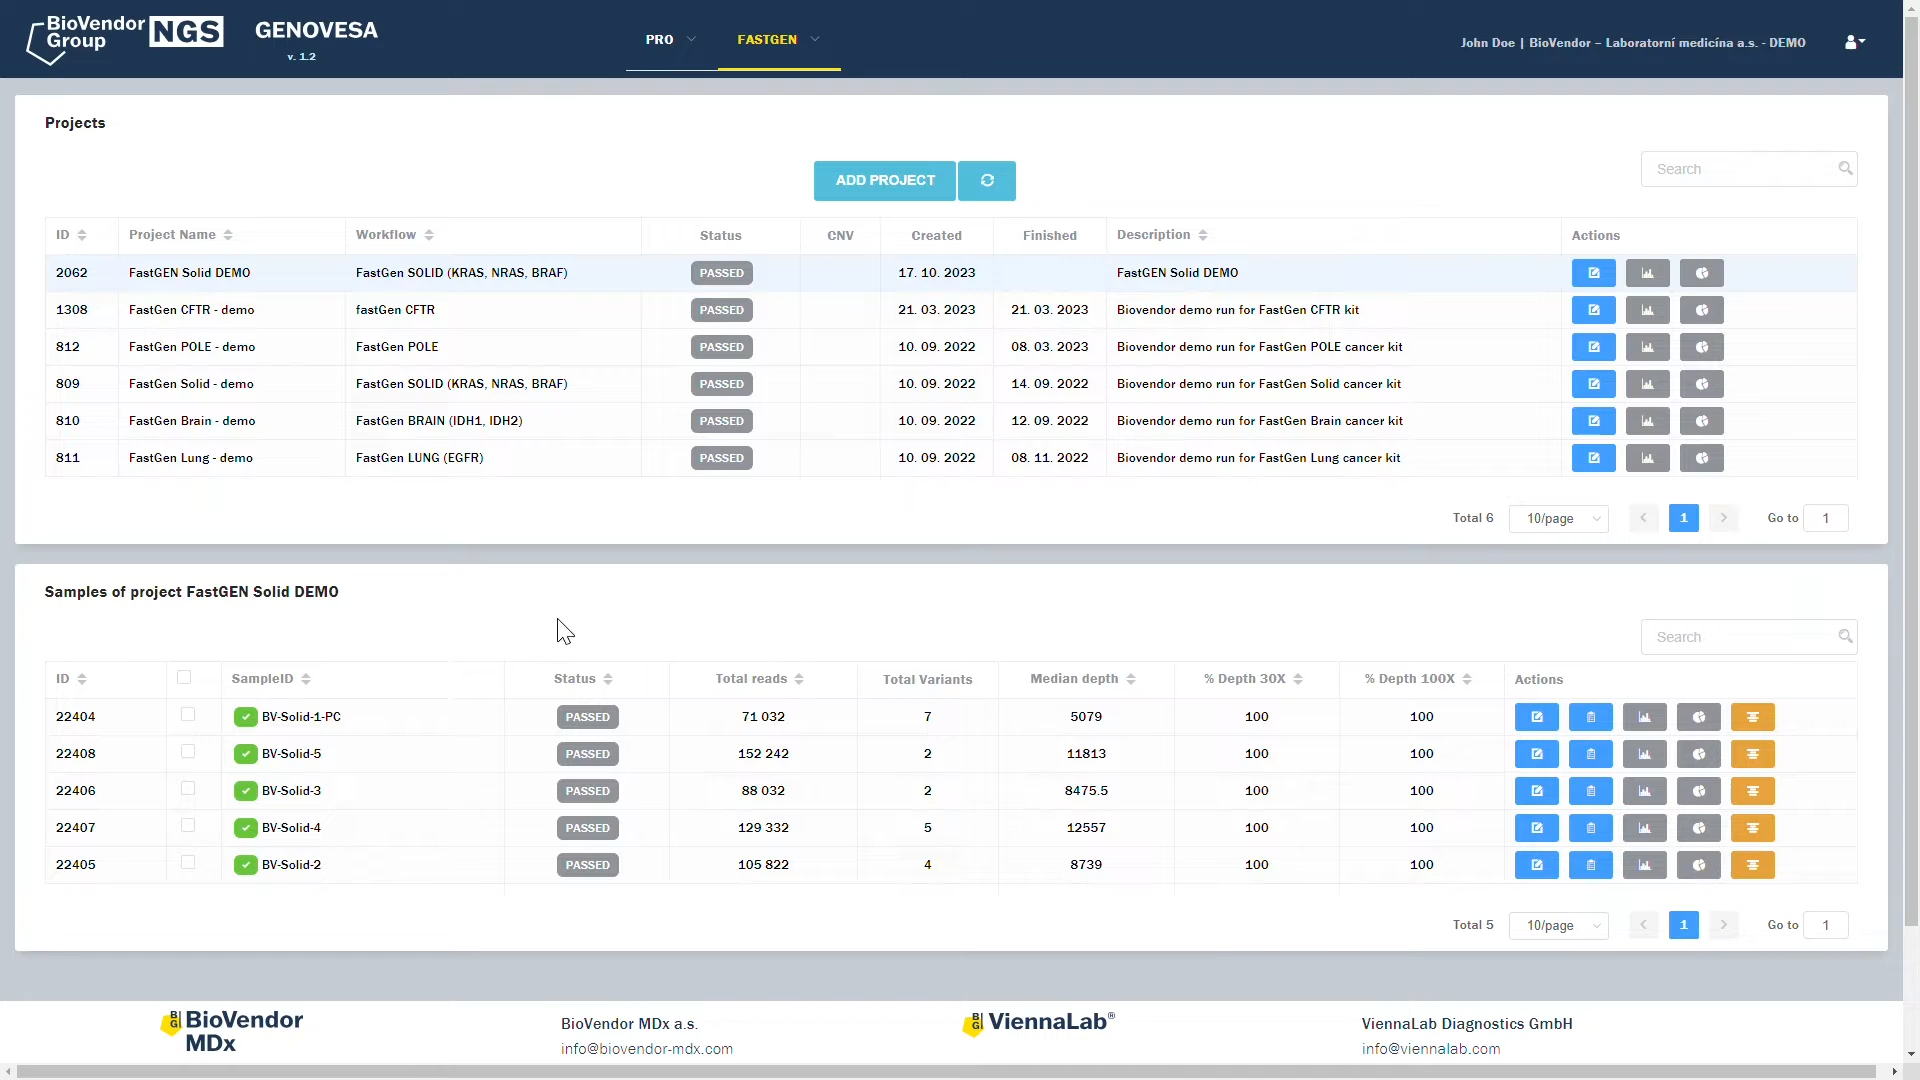 BioVendor Group NGS
GENOVESA
v. 1.2
PRO
FASTGEN
John Doe | BioVendor – Laboratorní medicína a.s. - DEMO
Projects
ADD PROJECT
Search
ID Project Name Workflow Status CNV Created Finished Description Actions
2062 FastGEN Solid DEMO FastGen SOLID (KRAS, NRAS, BRAF) PASSED 17. 10. 2023 FastGEN Solid DEMO
1308 FastGen CFTR - demo fastGen CFTR PASSED 21. 03. 2023 21. 03. 2023 Biovendor demo run for FastGen CFTR kit
812 FastGen POLE - demo FastGen POLE PASSED 10. 09. 2022 08. 03. 2023 Biovendor demo run for FastGen POLE cancer kit
809 FastGen Solid - demo FastGen SOLID (KRAS, NRAS, BRAF) PASSED 10. 09. 2022 14. 09. 2022 Biovendor demo run for FastGen Solid cancer kit
810 FastGen Brain - demo FastGen BRAIN (IDH1, IDH2) PASSED 10. 09. 2022 12. 09. 2022 Biovendor demo run for FastGen Brain cancer kit
811 FastGen Lung - demo FastGen LUNG (EGFR) PASSED 10. 09. 2022 08. 11. 2022 Biovendor demo run for FastGen Lung cancer kit
Total 6 10/page 1 Go to 1
Samples of project FastGEN Solid DEMO
Search
ID SampleID Status Total reads Total Variants Median depth % Depth 30X % Depth 100X Actions
22404 BV-Solid-1-PC PASSED 71 032 7 5079 100 100
22408 BV-Solid-5 PASSED 152 242 2 11813 100 100
22406 BV-Solid-3 PASSED 88 032 2 8475.5 100 100
22407 BV-Solid-4 PASSED 129 332 5 12557 100 100
22405 BV-Solid-2 PASSED 105 822 4 8739 100 100
Total 5 10/page 1 Go to 1
BG BioVendor MDx
BioVendor MDx a.s.
info@biovendor-mdx.com
BG ViennaLab®
ViennaLab Diagnostics GmbH
info@viennalab.com